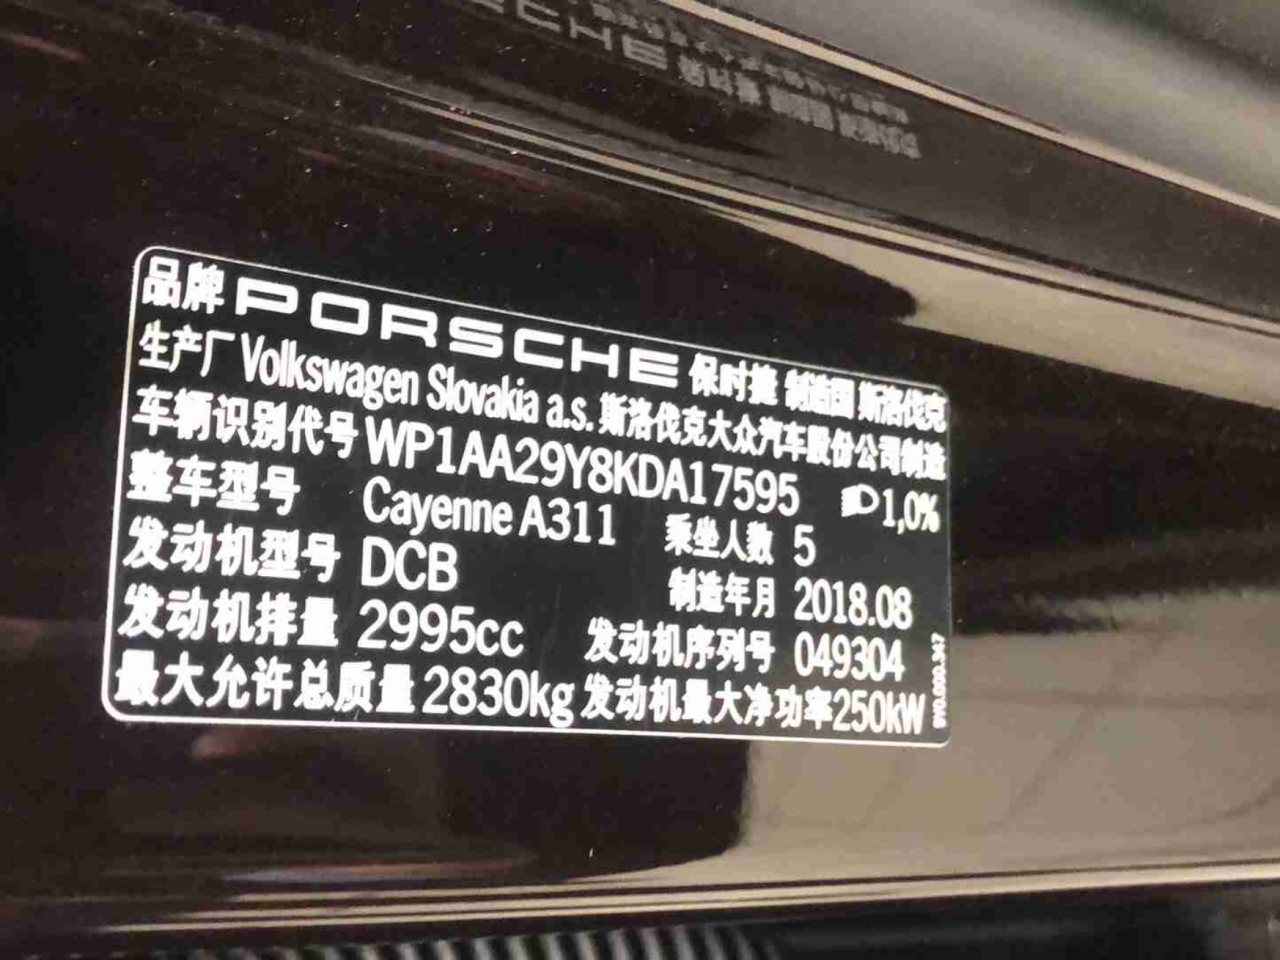 品牌 PORSCHE 保时捷 制造国 斯洛伐克
生产厂 Volkswagen Slovakia a.s. 斯洛伐克大众汽车股份公司制造
车辆识别代号 WP1AA29Y8KDA17595 1,0%
整车型号 Cayenne A311 乘坐人数 5
发动机型号 DCB 制造年月 2018.08
发动机排量 2995cc 发动机序列号 049304
最大允许总质量 2830kg 发动机最大净功率 250kW